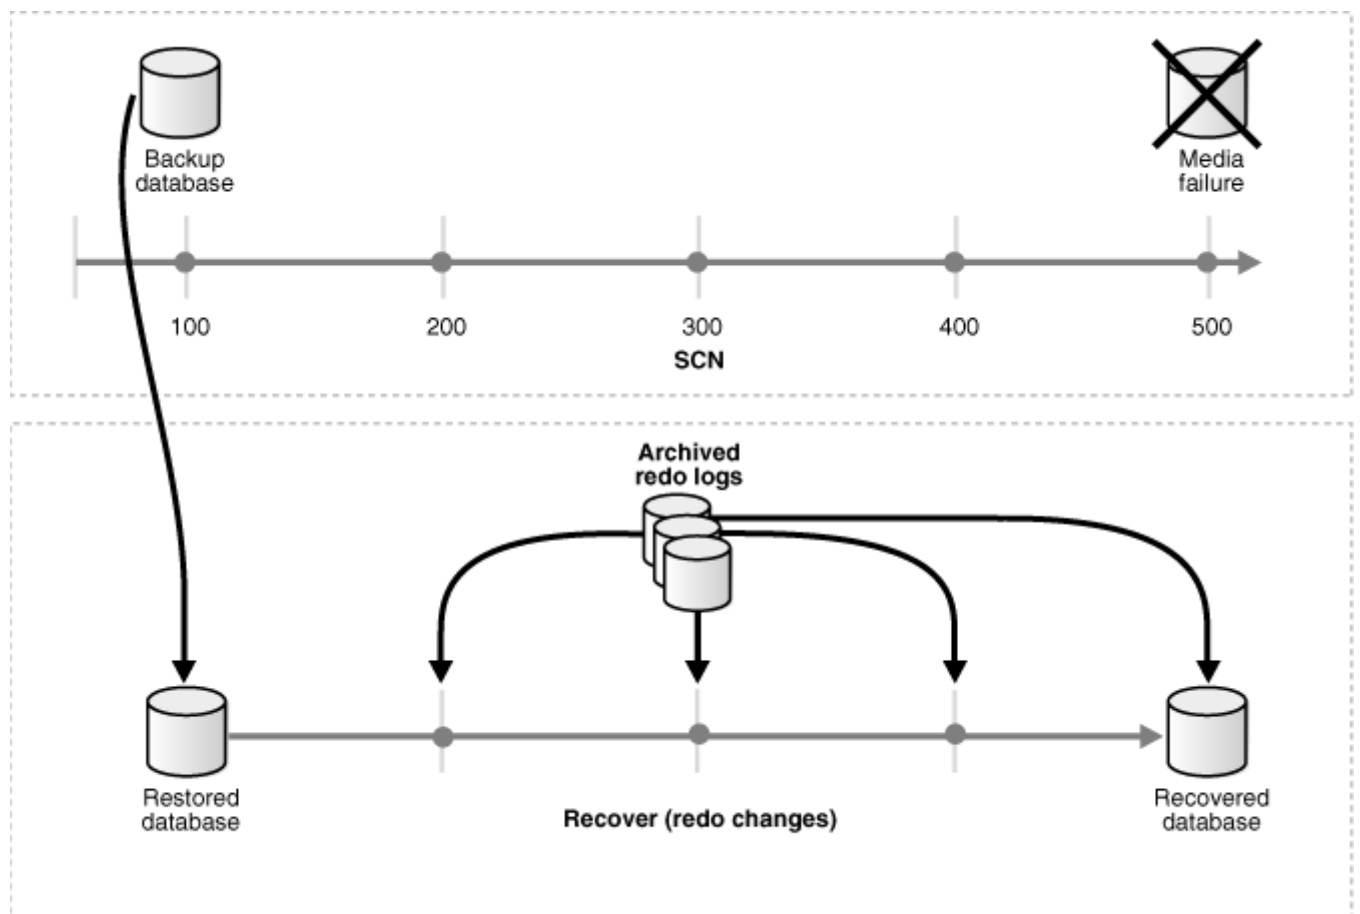 Backup
database
Media
failure
100
200
300
400
500
SCN
Archived
redo logs
Restored
database
Recover (redo changes)
Recovered
database